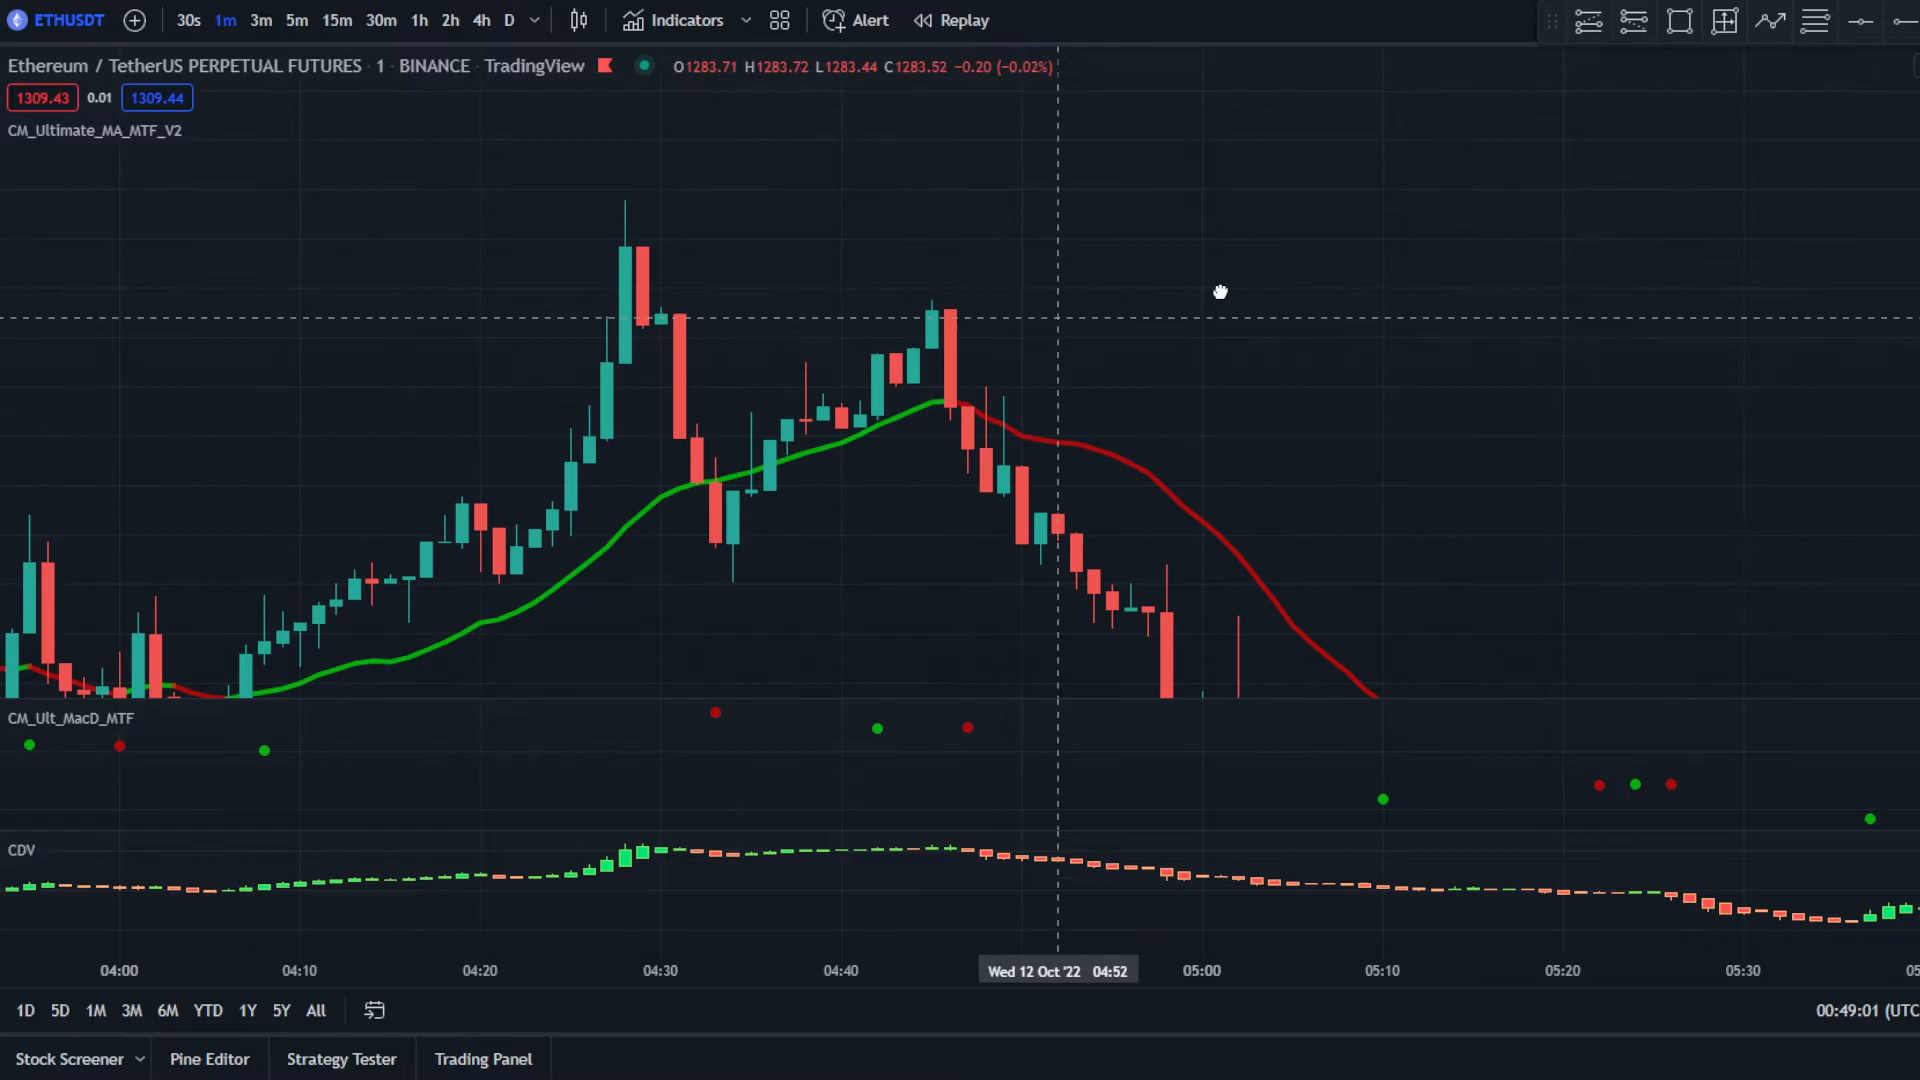 ETHUSDT 30s 1m 3m 5m 15m 30m 1h 2h 4h D Indicators Alert Replay
Ethereum / TetherUS PERPETUAL FUTURES · 1 · BINANCE TradingView O1283.71 H1283.72 L1283.44 C1283.52 −0.20 (−0.02%)
1309.43 0.01 1309.44
CM_Ultimate_MA_MTF_V2
CM_Ult_MacD_MTF
CDV
04:00 04:10 04:20 04:30 04:40 Wed 12 Oct '22 04:52 05:00 05:10 05:20 05:30 05
1D 5D 1M 3M 6M YTD 1Y 5Y All 00:49:01 (UTC
Stock Screener Pine Editor Strategy Tester Trading Panel